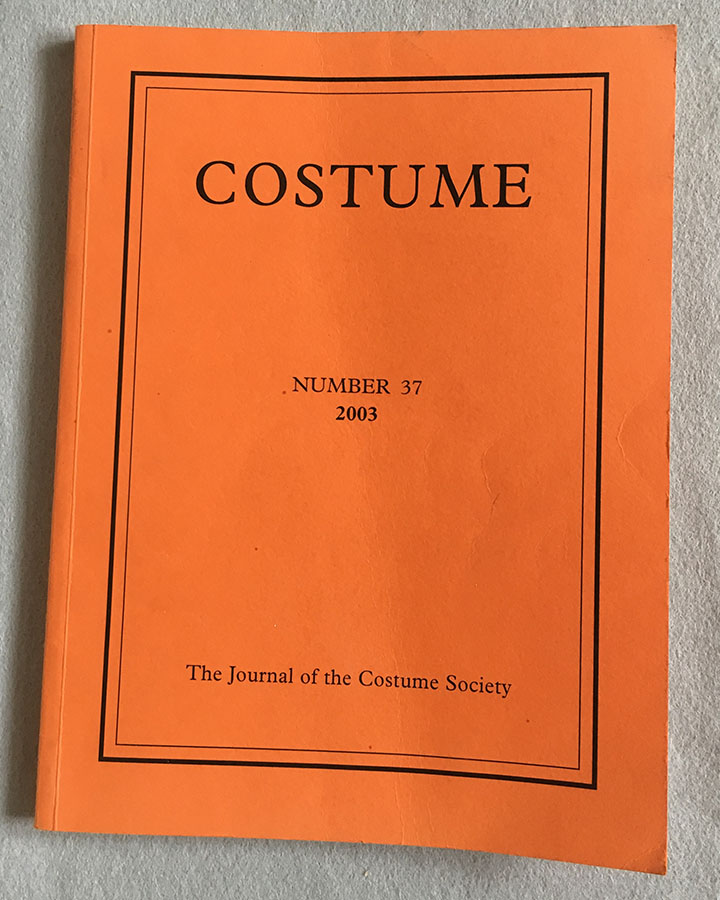 COSTUME
NUMBER 37
2003
The Journal of the Costume Society